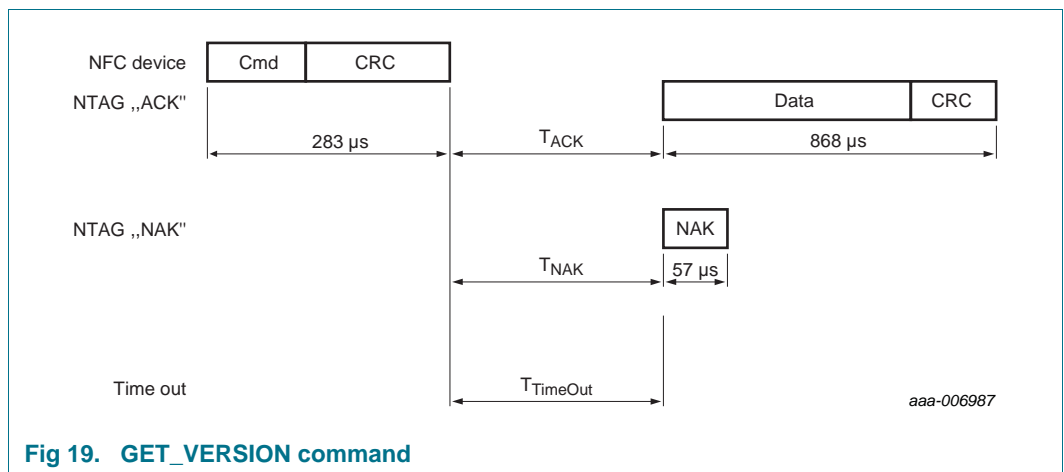 NFC device Cmd CRC
NTAG ,,ACK" Data CRC
283 µs TACK 868 µs
NTAG ,,NAK" NAK
TNAK 57 µs
Time out TTimeOut aaa-006987
Fig 19. GET_VERSION command